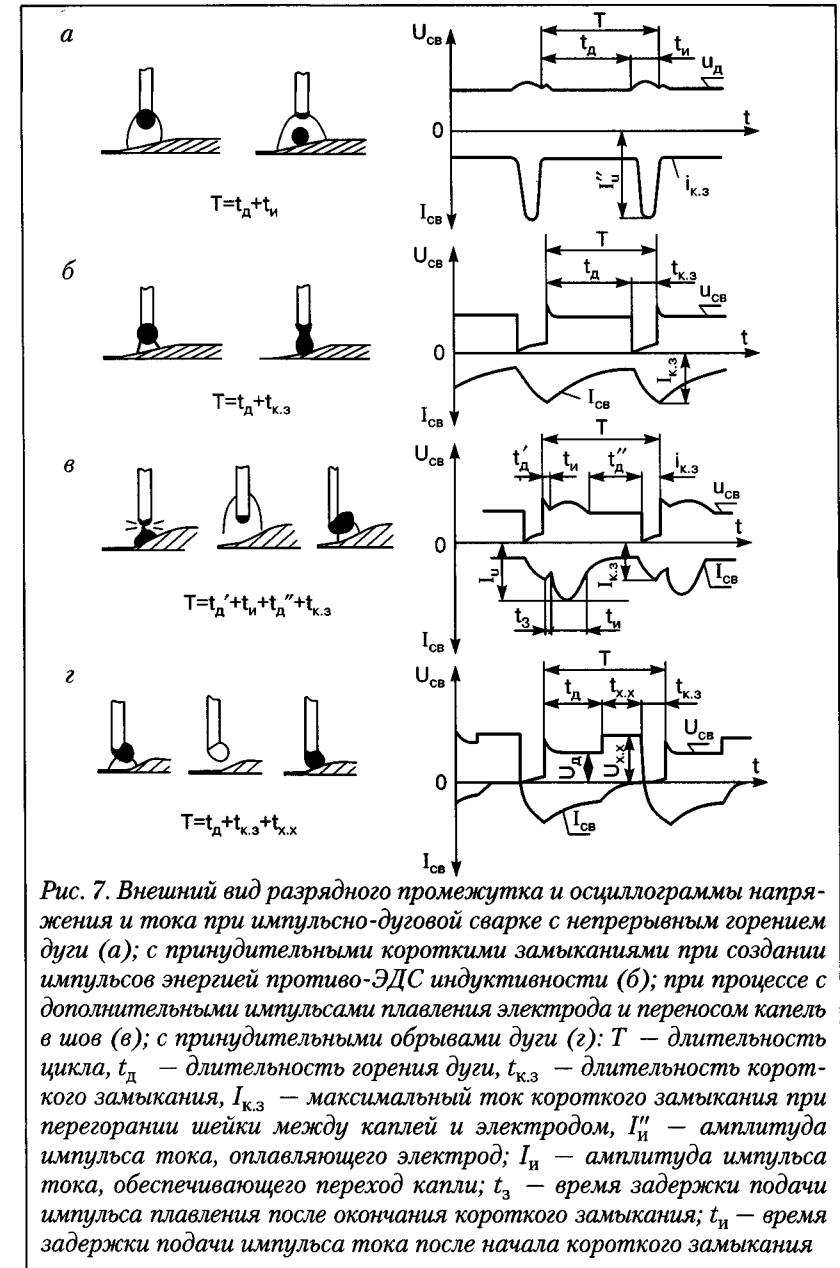 а
Uсв
T
tд
tи
uд
0
t
I″и
iк.з
Iсв
T=tд+tи
б
Uсв
T
tд
tк.з
uсв
0
t
Iк.з
Iсв
Iсв
T=tд+tк.з
в
Uсв
T
tд′
tи
tд″
iк.з
uсв
0
t
Iи
Iк.з
Iсв
tз
tи
Iсв
T=tд′+tи+tд″+tк.з
г
Uсв
T
tд
tх.х
tк.з
Uсв
Uд
Uх.х
0
t
Iсв
Iсв
T=tд+tк.з+tх.х
Рис. 7. Внешний вид разрядного промежутка и осциллограммы напря-
жения и тока при импульсно-дуговой сварке с непрерывным горением
дуги (а); с принудительными короткими замыканиями при создании
импульсов энергией противо-ЭДС индуктивности (б); при процессе с
дополнительными импульсами плавления электрода и переносом капель
в шов (в); с принудительными обрывами дуги (г): T — длительность
цикла, tд — длительность горения дуги, tк.з — длительность корот-
кого замыкания, Iк.з — максимальный ток короткого замыкания при
перегорании шейки между каплей и электродом, I″и — амплитуда
импульса тока, оплавляющего электрод; Iи — амплитуда импульса
тока, обеспечивающего переход капли; tз — время задержки подачи
импульса плавления после окончания короткого замыкания; tи — время
задержки подачи импульса тока после начала короткого замыкания